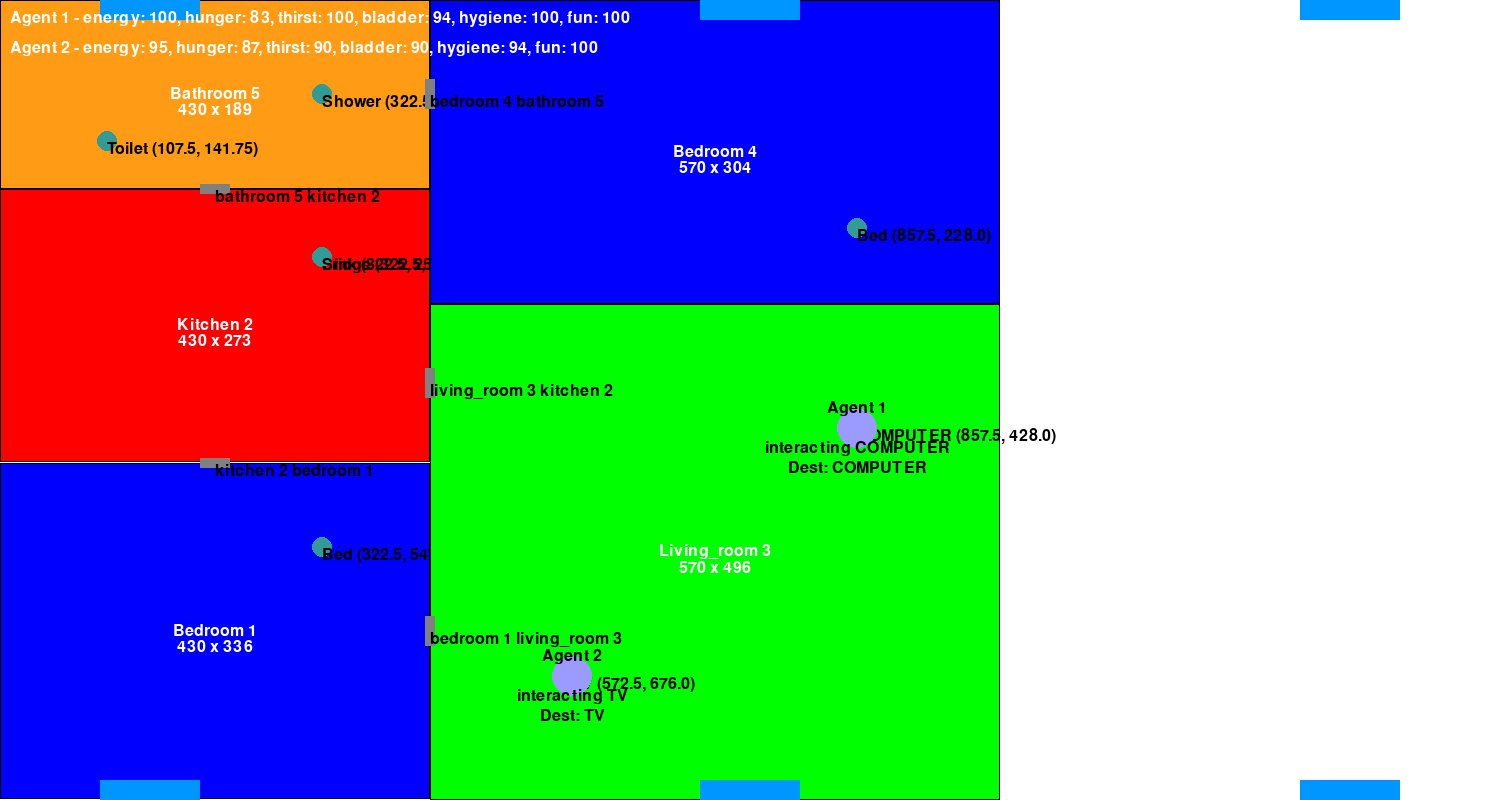 Agent 1 - energy: 100, hunger: 83, thirst: 100, bladder: 94, hygiene: 100, fun: 100
Agent 2 - energy: 95, hunger: 87, thirst: 90, bladder: 90, hygiene: 94, fun: 100
Bathroom 5
430 x 189
Shower (322.5
bedroom 4 bathroom 5
Toilet (107.5, 141.75)
Bedroom 4
570 x 304
bathroom 5 kitchen 2
Bed (857.5, 228.0)
Kitchen 2
430 x 273
living_room 3 kitchen 2
Agent 1
COMPUTER (857.5, 428.0)
interacting COMPUTER
Dest: COMPUTER
kitchen 2 bedroom 1
Bed (322.5, 54
Living_room 3
570 x 496
Bedroom 1
430 x 336
bedroom 1 living_room 3
Agent 2
(572.5, 676.0)
interacting TV
Dest: TV